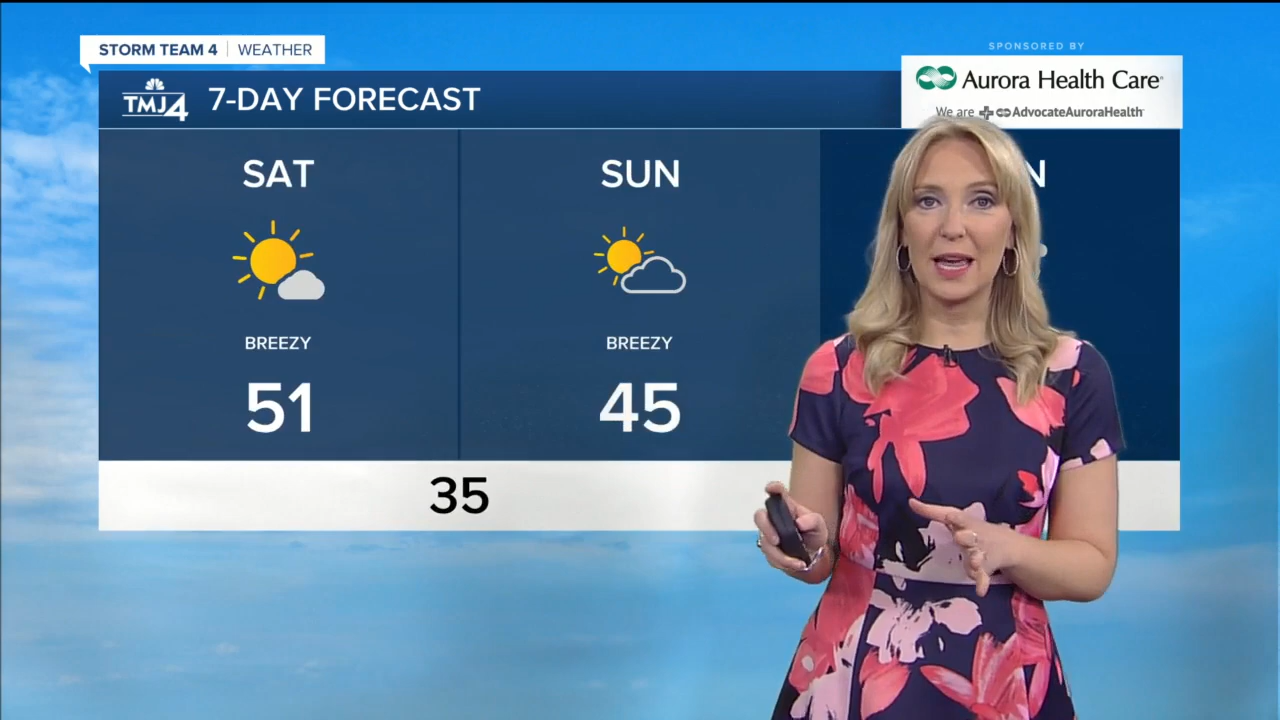 STORM TEAM 4 | WEATHER
SPONSORED BY
Aurora Health Care®
We are AdvocateAuroraHealth™
TMJ4 7-DAY FORECAST
SAT SUN
BREEZY BREEZY
51 45
35